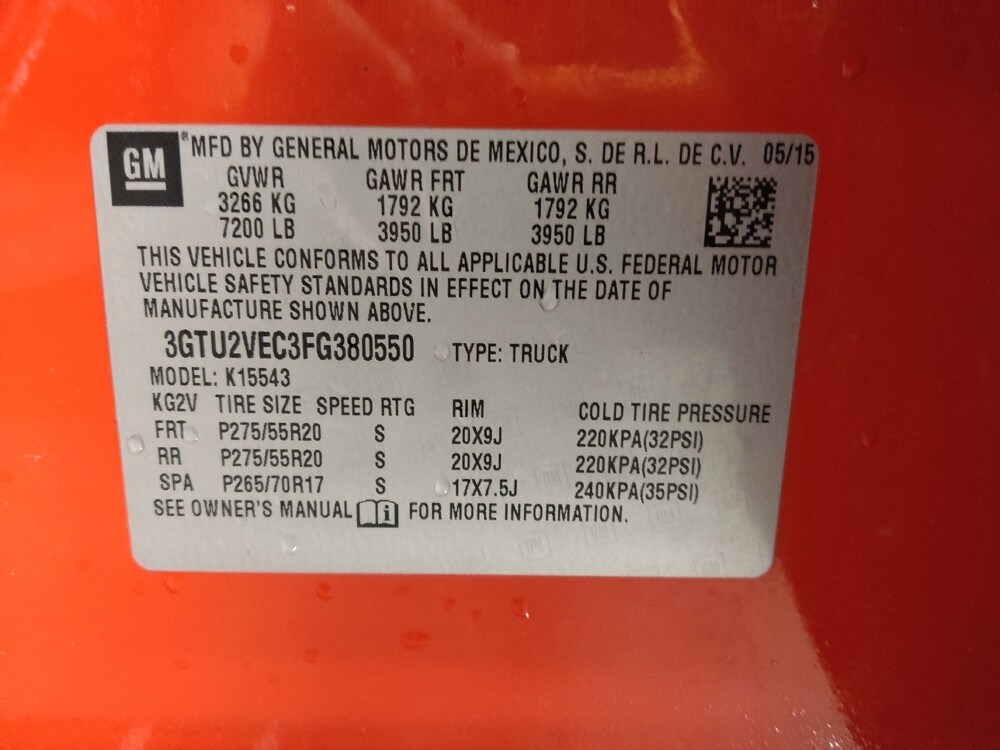 GM ® MFD BY GENERAL MOTORS DE MEXICO, S. DE R.L. DE C.V. 05/15
GVWR GAWR FRT GAWR RR
3266 KG 1792 KG 1792 KG
7200 LB 3950 LB 3950 LB
THIS VEHICLE CONFORMS TO ALL APPLICABLE U.S. FEDERAL MOTOR
VEHICLE SAFETY STANDARDS IN EFFECT ON THE DATE OF
MANUFACTURE SHOWN ABOVE.
3GTU2VEC3FG380550 TYPE: TRUCK
MODEL: K15543
KG2V TIRE SIZE SPEED RTG RIM COLD TIRE PRESSURE
FRT P275/55R20 S 20X9J 220KPA(32PSI)
RR P275/55R20 S 20X9J 220KPA(32PSI)
SPA P265/70R17 S 17X7.5J 240KPA(35PSI)
SEE OWNER'S MANUAL i FOR MORE INFORMATION.